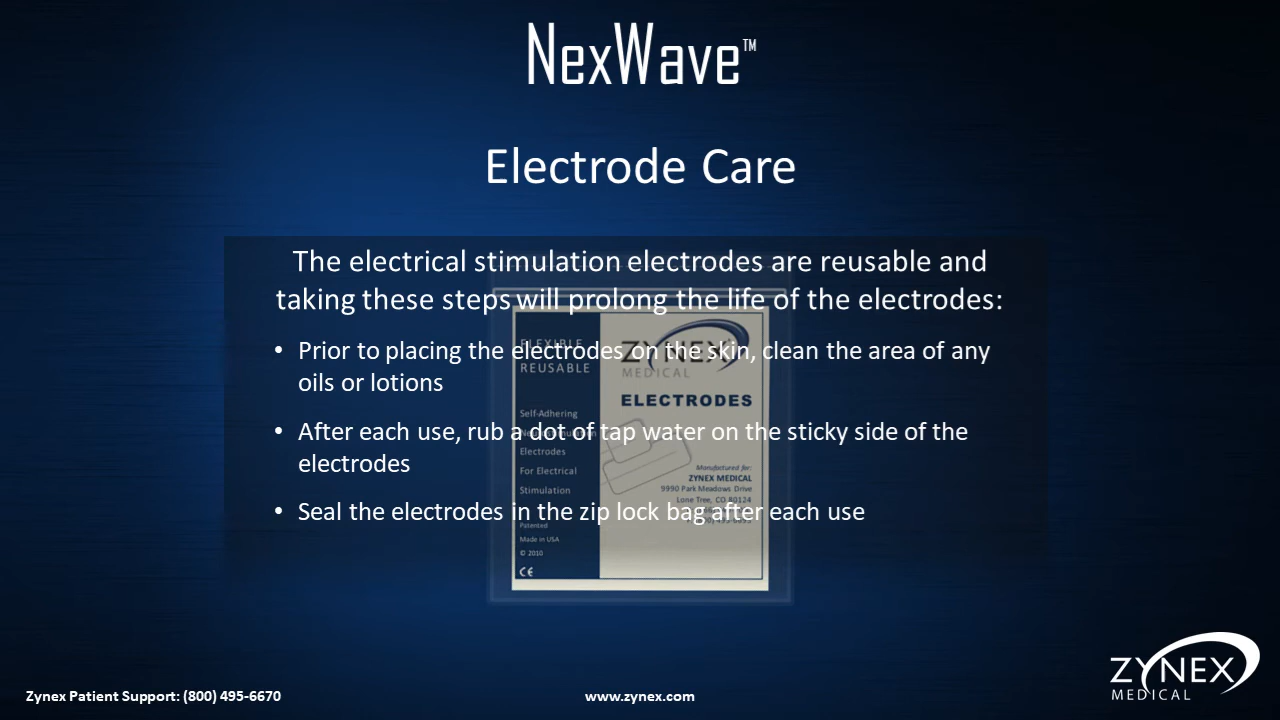 NexWave™
Electrode Care
The electrical stimulation electrodes are reusable and
taking these steps will prolong the life of the electrodes:
• Prior to placing the electrodes on the skin, clean the area of any
oils or lotions
• After each use, rub a dot of tap water on the sticky side of the
electrodes
• Seal the electrodes in the zip lock bag after each use
FLEXIBLE
REUSABLE
Self-Adhering
Electrodes
For Electrical
Stimulation
Patented
Made in USA
© 2010
CE
ZYNEX
MEDICAL
ELECTRODES
Manufactured for:
ZYNEX MEDICAL
9990 Park Meadows Drive
Lone Tree, CO 80124
Zynex Patient Support: (800) 495-6670
www.zynex.com
ZYNEX
MEDICAL